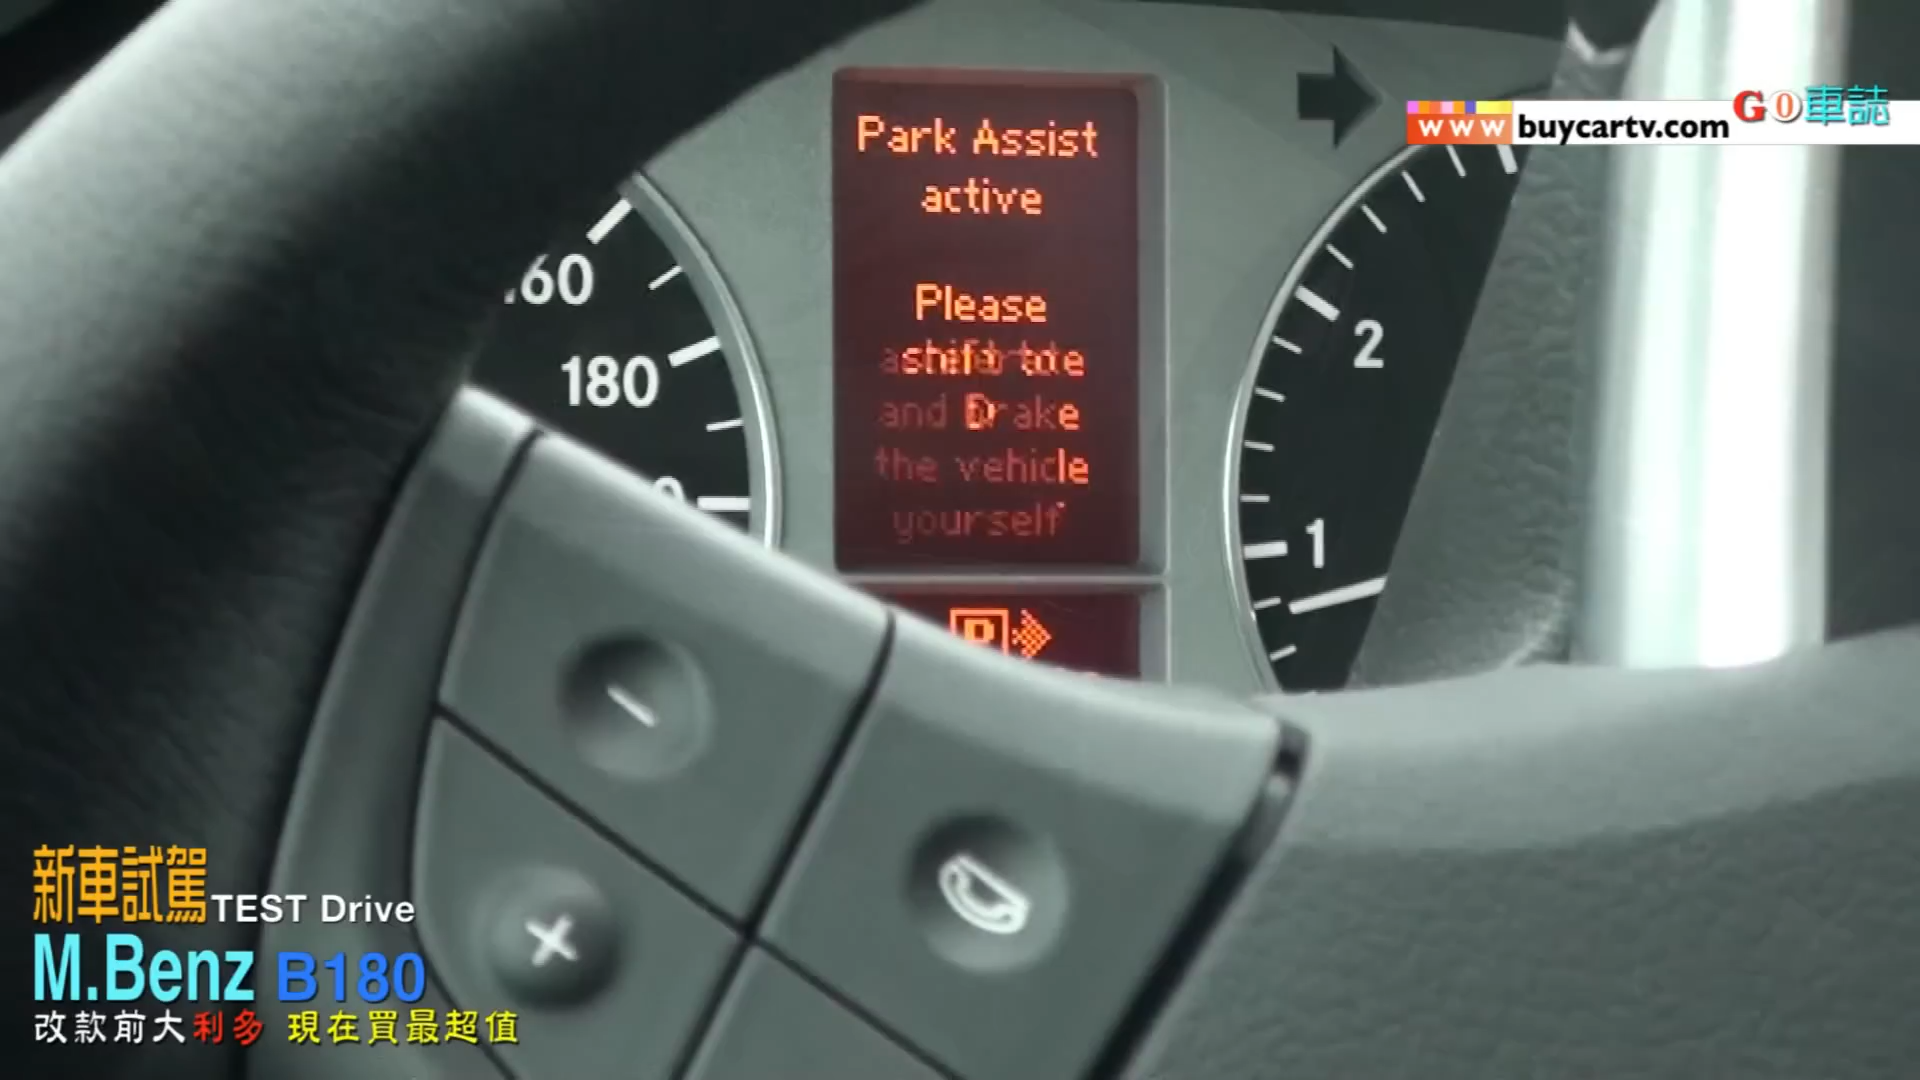 www buycartv.com GO車誌
Park Assist
active
Please
shift to
D
and brake
the vehicle
yourself
160
180
2
1
P
新車試駕 TEST Drive
M.Benz B180
改款前大利多 現在買最超值